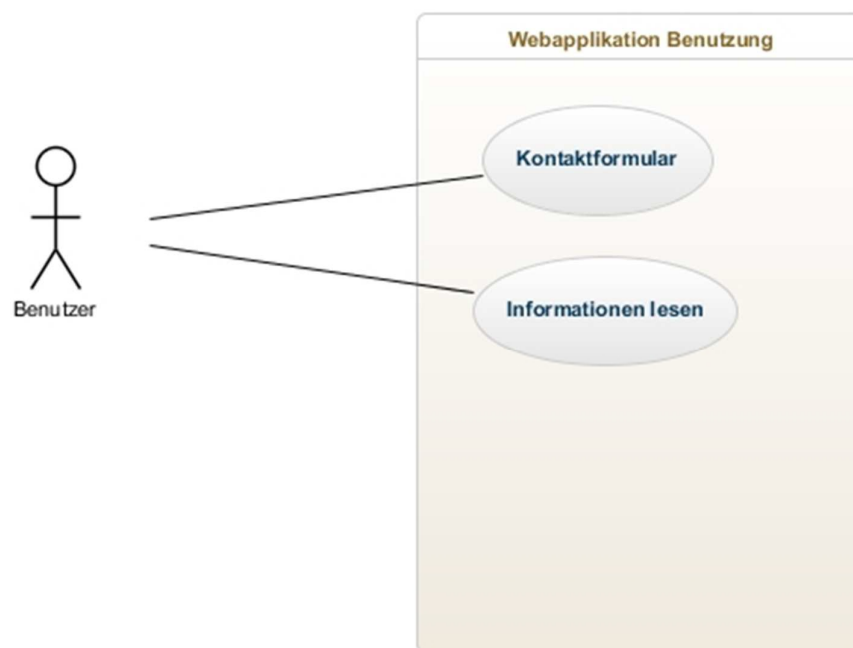 Webapplikation Benutzung
Kontaktformular
Benutzer
Informationen lesen